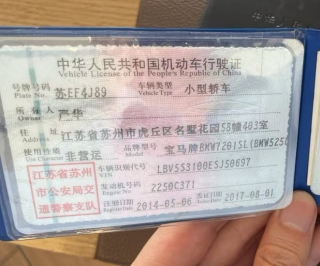 中华人民共和国机动车行驶证
Vehicle License of the People's Republic of China
号牌号码 苏EF4J89 车辆类型 小型轿车
Plate No. Vehicle Type
所有人 严华
Owner
住址 江苏省苏州市虎丘区名墅花园58幢403室
Address
使用性质 非营运 品牌型号 宝马牌BMW7201SL(BMW525
Use Character Model
江苏省苏州
市公安局交
通警察支队
车辆识别代号 LBV5S3100ESJ50697
VIN
发动机号码 2250C371
Engine No.
注册日期 2014-05-06 发证日期 2017-08-01
Register Date Issue Date